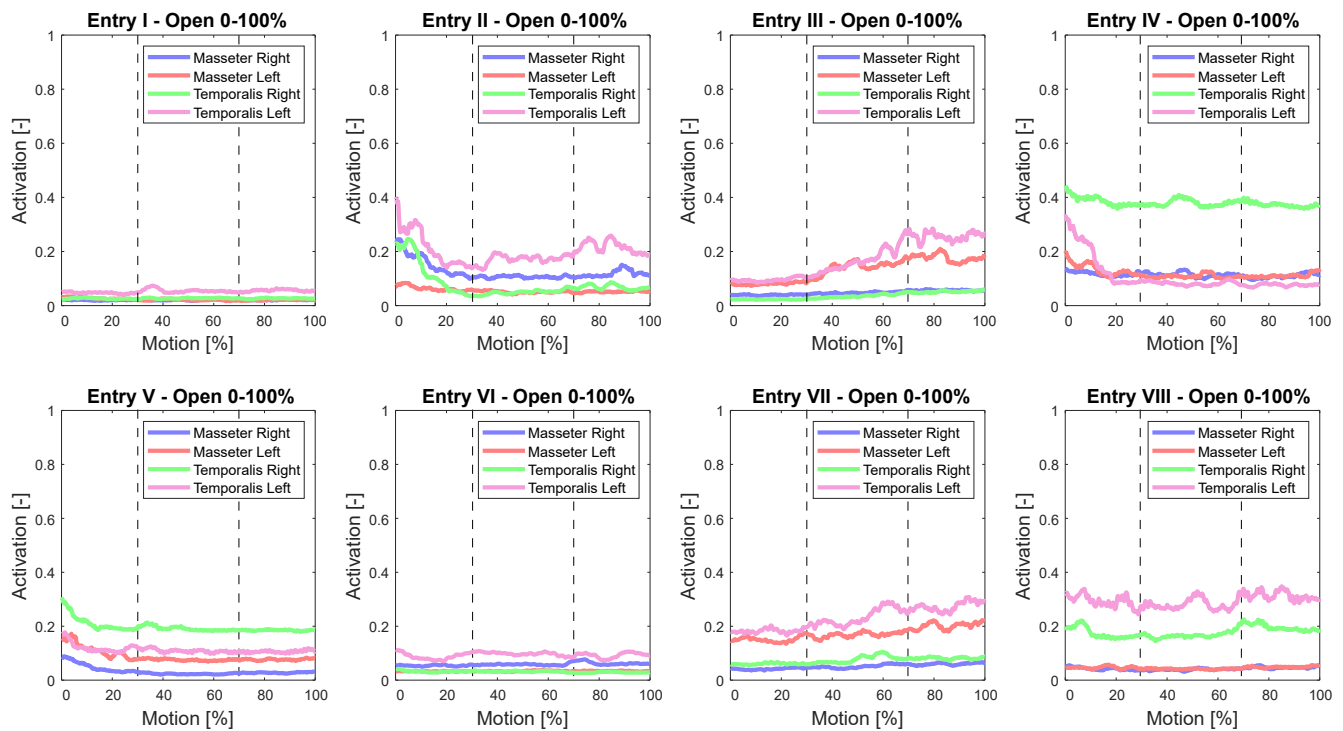 Entry I - Open 0-100%
Activation [-]
1
0.8
0.6
0.4
0.2
0
Masseter Right
Masseter Left
Temporalis Right
Temporalis Left
0 20 40 60 80 100
Motion [%]
Entry II - Open 0-100%
Activation [-]
1
0.8
0.6
0.4
0.2
0
Masseter Right
Masseter Left
Temporalis Right
Temporalis Left
0 20 40 60 80 100
Motion [%]
Entry III - Open 0-100%
Activation [-]
1
0.8
0.6
0.4
0.2
0
Masseter Right
Masseter Left
Temporalis Right
Temporalis Left
0 20 40 60 80 100
Motion [%]
Entry IV - Open 0-100%
Activation [-]
1
0.8
0.6
0.4
0.2
0
Masseter Right
Masseter Left
Temporalis Right
Temporalis Left
0 20 40 60 80 100
Motion [%]
Entry V - Open 0-100%
Activation [-]
1
0.8
0.6
0.4
0.2
0
Masseter Right
Masseter Left
Temporalis Right
Temporalis Left
0 20 40 60 80 100
Motion [%]
Entry VI - Open 0-100%
Activation [-]
1
0.8
0.6
0.4
0.2
0
Masseter Right
Masseter Left
Temporalis Right
Temporalis Left
0 20 40 60 80 100
Motion [%]
Entry VII - Open 0-100%
Activation [-]
1
0.8
0.6
0.4
0.2
0
Masseter Right
Masseter Left
Temporalis Right
Temporalis Left
0 20 40 60 80 100
Motion [%]
Entry VIII - Open 0-100%
Activation [-]
1
0.8
0.6
0.4
0.2
0
Masseter Right
Masseter Left
Temporalis Right
Temporalis Left
0 20 40 60 80 100
Motion [%]